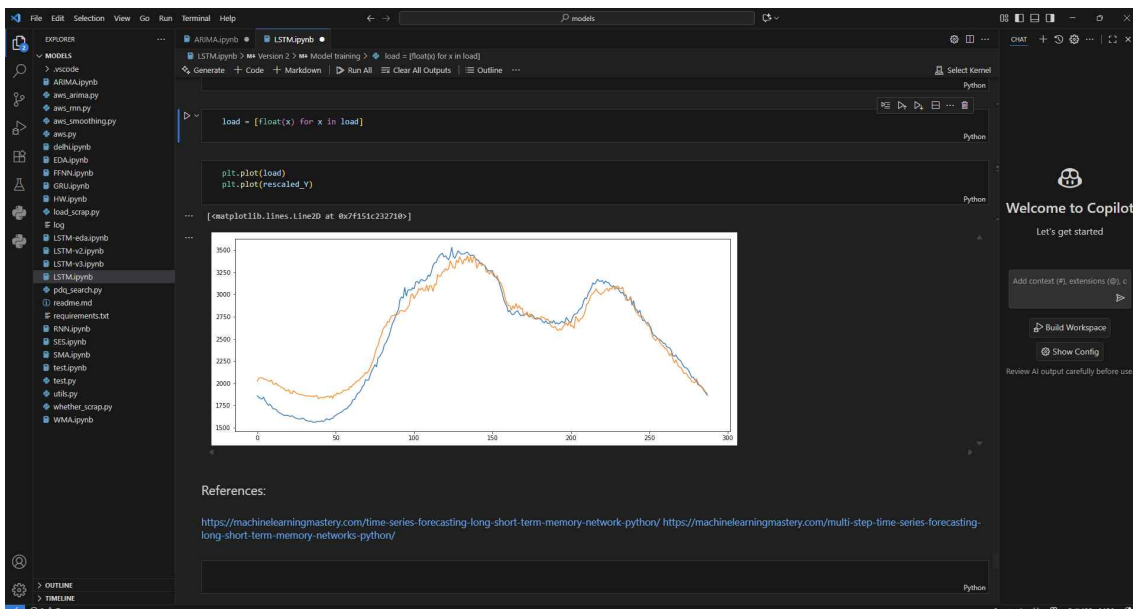 File Edit Selection View Go Run Terminal Help
models
EXPLORER
MODELS
.vscode
ARIMA.ipynb
aws_arima.py
aws_rnn.py
aws_smoothing.py
aws.py
delhi.ipynb
EDA.ipynb
FFNN.ipynb
GRU.ipynb
HW.ipynb
load_scrap.py
log
LSTM-eda.ipynb
LSTM-v2.ipynb
LSTM-v3.ipynb
LSTM.ipynb
pdq_search.py
readme.md
requirements.txt
RNN.ipynb
SES.ipynb
SMA.ipynb
test.ipynb
test.py
utils.py
whether_scrap.py
WMA.ipynb
OUTLINE
TIMELINE
ARIMA.ipynb LSTM.ipynb
LSTM.ipynb > M↓ Version 2 > M↓ Model training > load = [float(x) for x in load]
Generate + Code + Markdown Run All Clear All Outputs Outline ... Select Kernel
Python
load = [float(x) for x in load]
Python
plt.plot(load)
plt.plot(rescaled_Y)
Python
[<matplotlib.lines.Line2D at 0x7f151c232710>]
3500
3250
3000
2750
2500
2250
2000
1750
1500
0 50 100 150 200 250 300
References:
https://machinelearningmastery.com/time-series-forecasting-long-short-term-memory-network-python/ https://machinelearningmastery.com/multi-step-time-series-forecasting-
long-short-term-memory-networks-python/
Python
CHAT
Welcome to Copilot
Let's get started
Add context (#), extensions (@), c
Build Workspace
Show Config
Review AI output carefully before use